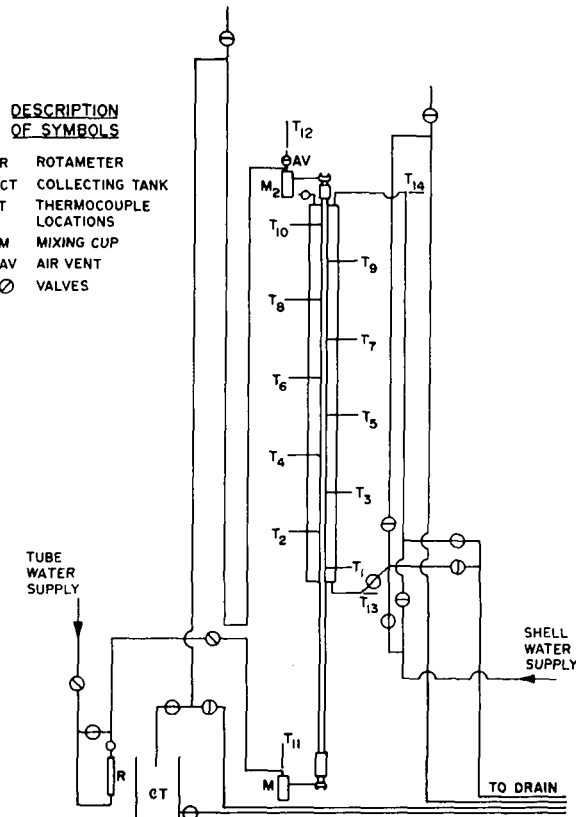 DESCRIPTION
OF SYMBOLS
R ROTAMETER
CT COLLECTING TANK
T THERMOCOUPLE
LOCATIONS
M MIXING CUP
AV AIR VENT
VALVES
T12
AV
M2
T14
T10
T9
T8
T7
T6
T5
T4
T3
T2
T1
T13
TUBE
WATER
SUPPLY
SHELL
WATER
SUPPLY
T11
R
CT
M
TO DRAIN